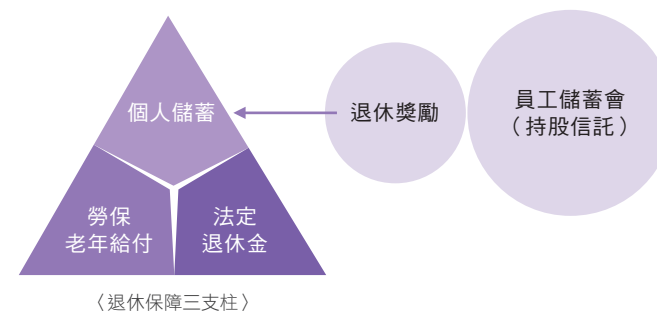 個人儲蓄
退休獎勵
員工儲蓄會
（持股信託）
勞保
老年給付
法定
退休金
〈退休保障三支柱〉